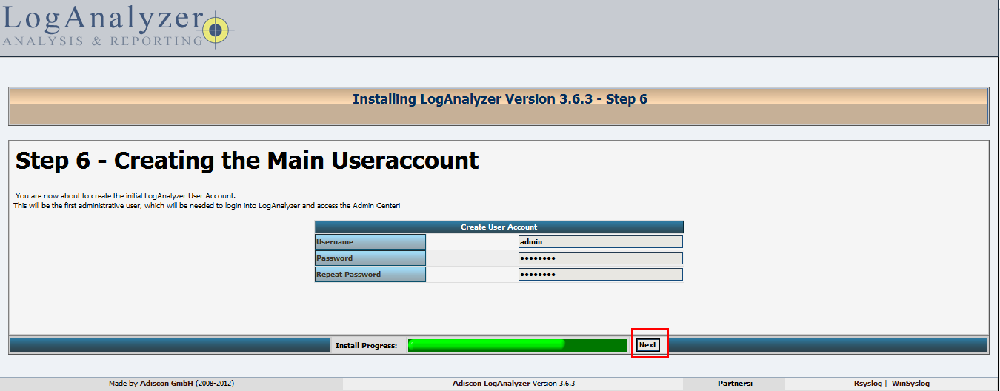 LogAnalyzer
ANALYSIS & REPORTING
Installing LogAnalyzer Version 3.6.3 - Step 6
Step 6 - Creating the Main Useraccount
You are now about to create the initial LogAnalyzer User Account.
This will be the first administrative user, which will be needed to login into LogAnalyzer and access the Admin Center!
Create User Account
Username admin
Password ••••••••
Repeat Password ••••••••
Install Progress: Next
Made by Adiscon GmbH (2008-2012) Adiscon LogAnalyzer Version 3.6.3 Partners: Rsyslog | WinSyslog